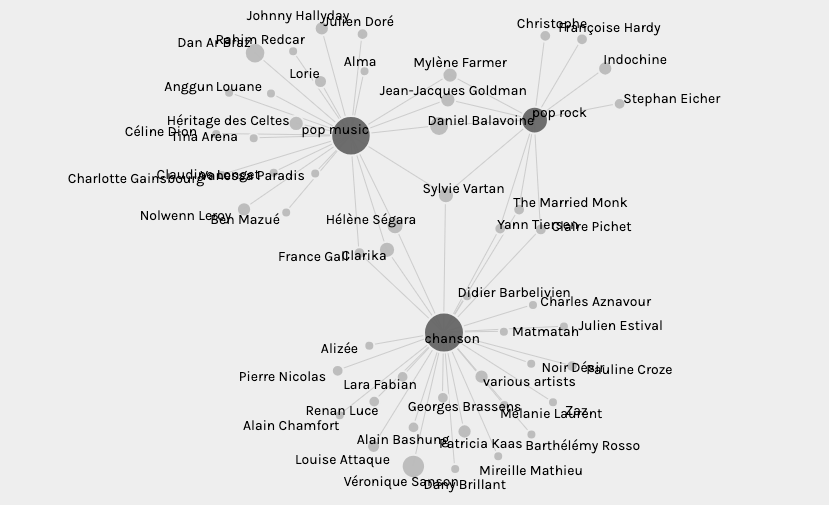 Johnny Hallyday
Julien Doré
Christophe
Françoise Hardy
Dan Ar Braz
Rahim Redcar
Alma
Mylène Farmer
Indochine
Lorie
Anggun
Louane
Jean-Jacques Goldman
Stephan Eicher
Héritage des Celtes
Daniel Balavoine
pop rock
Céline Dion
Tina Arena
pop music
Charlotte Gainsbourg
Claudine Longet
Vanessa Paradis
Sylvie Vartan
The Married Monk
Nolwenn Leroy
Ben Mazué
Hélène Ségara
Yann Tiersen
Claire Pichet
France Gall
Clarika
Didier Barbelivien
Charles Aznavour
Matmatah
Julien Estival
chanson
Alizée
Noir Désir
Pauline Croze
Pierre Nicolas
Lara Fabian
various artists
Renan Luce
Georges Brassens
Mélanie Laurent
Zaz
Alain Chamfort
Alain Bashung
Patricia Kaas
Barthélémy Rosso
Louise Attaque
Mireille Mathieu
Véronique Sanson
Dany Brillant